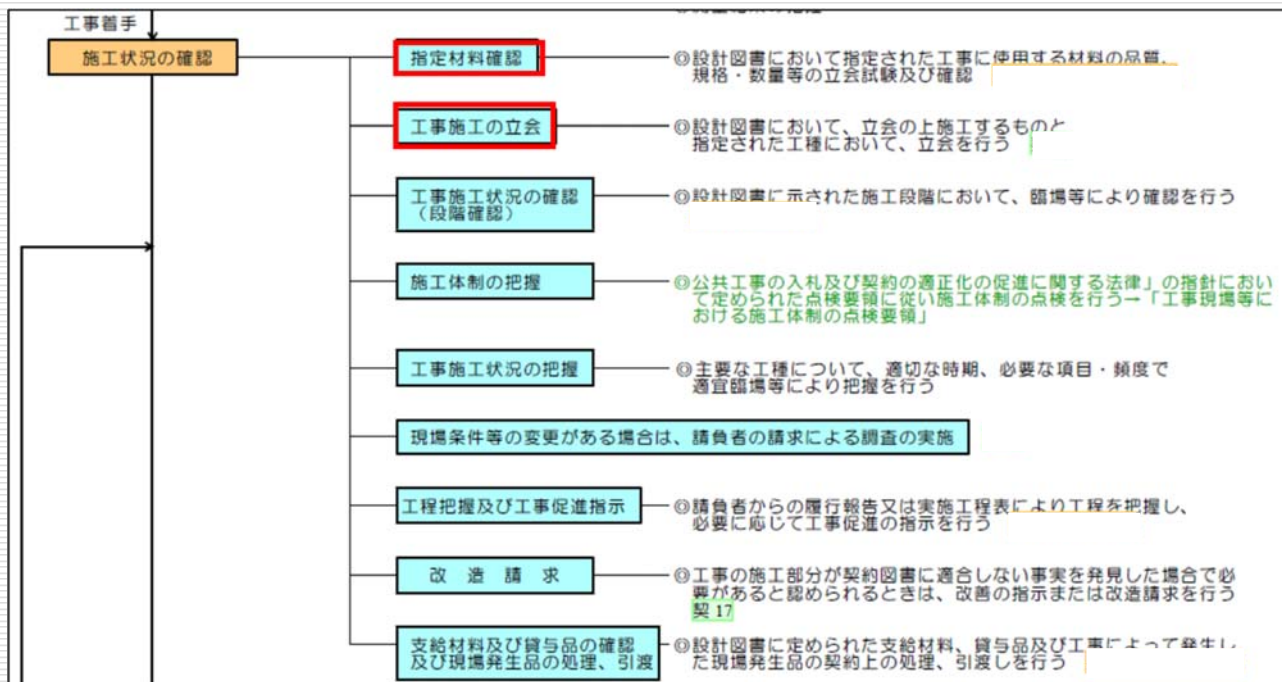 工事着手
施工状況の確認
指定材料確認
◎設計図書において指定された工事に使用する材料の品質、
規格・数量等の立会試験及び確認
工事施工の立会
◎設計図書において、立会の上施工するものと
指定された工種において、立会を行う
工事施工状況の確認
（段階確認）
◎設計図書に示された施工段階において、臨場等により確認を行う
施工体制の把握
◎公共工事の入札及び契約の適正化の促進に関する法律」の指針におい
て定められた点検要領に従い施工体制の点検を行う→「工事現場等に
おける施工体制の点検要領」
工事施工状況の把握
◎主要な工種について、適切な時期、必要な項目・頻度で
適宜臨場等により把握を行う
現場条件等の変更がある場合は、請負者の請求による調査の実施
工程把握及び工事促進指示
◎請負者からの履行報告又は実施工程表により工程を把握し、
必要に応じて工事促進の指示を行う
改 造 請 求
◎工事の施工部分が契約図書に適合しない事実を発見した場合で必
要があると認められるときは、改善の指示または改造請求を行う
契 17
支給材料及び貸与品の確認
及び現場発生品の処理、引渡
◎設計図書に定められた支給材料、貸与品及び工事によって発生し
た現場発生品の契約上の処理、引渡しを行う